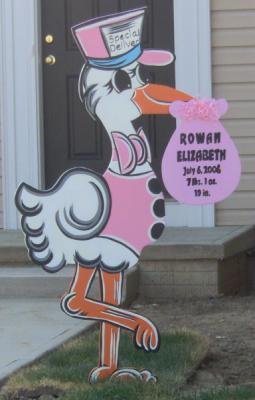 Special
Delivery
ROWAN
ELIZABETH
July 6, 2006
7 lbs. 1 oz.
19 in.